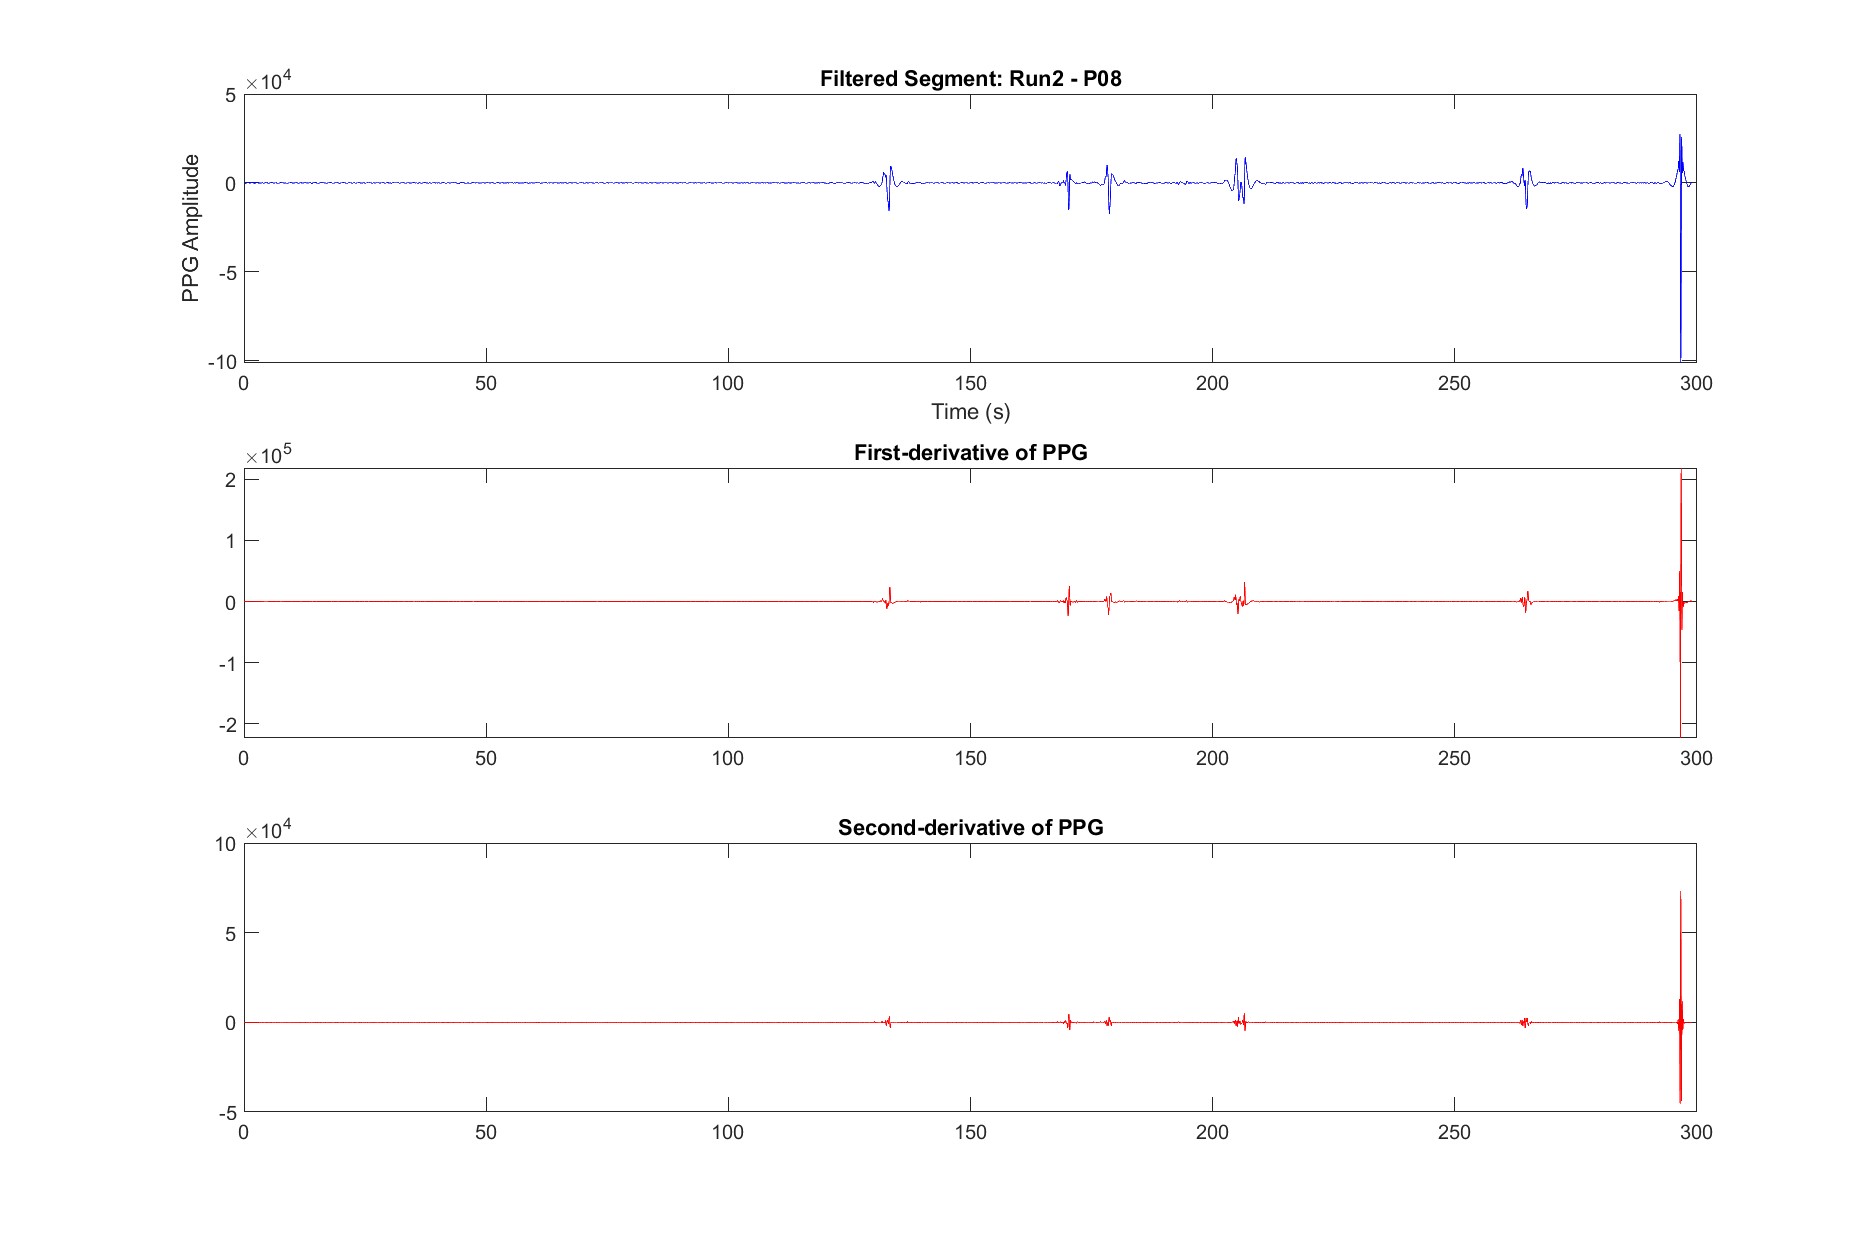 Filtered Segment: Run2 - P08
×10^4
5
0
-5
-10
PPG Amplitude
0 50 100 150 200 250 300
Time (s)
First-derivative of PPG
×10^5
2
1
0
-1
-2
0 50 100 150 200 250 300
Second-derivative of PPG
×10^4
10
5
0
-5
0 50 100 150 200 250 300